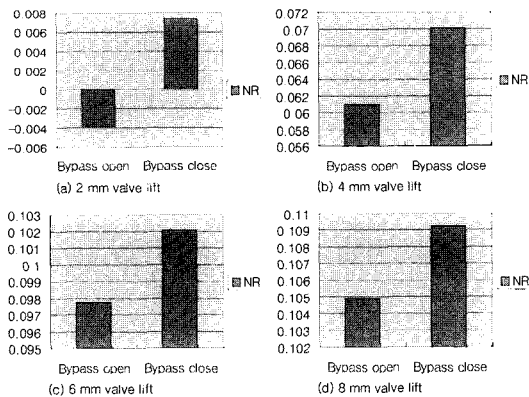 0 008
0 006
0 004
0 002
0
-0.002
-0.004
-0.006
Bypass open Bypass close
NR
(a) 2 mm valve lift
0.072
0.07
0.068
0.066
0 064
0.062
0 06
0.058
0.056
Bypass open Bypass close
NR
(b) 4 mm valve lift
0.103
0.102
0.101
0 1
0.099
0.098
0.097
0.096
0.095
Bypass open Bypass close
NR
(c) 6 mm valve lift
0.11
0.109
0.108
0.107
0.106
0.105
0.104
0.103
0.102
Bypass open Bypass close
NR
(d) 8 mm valve lift